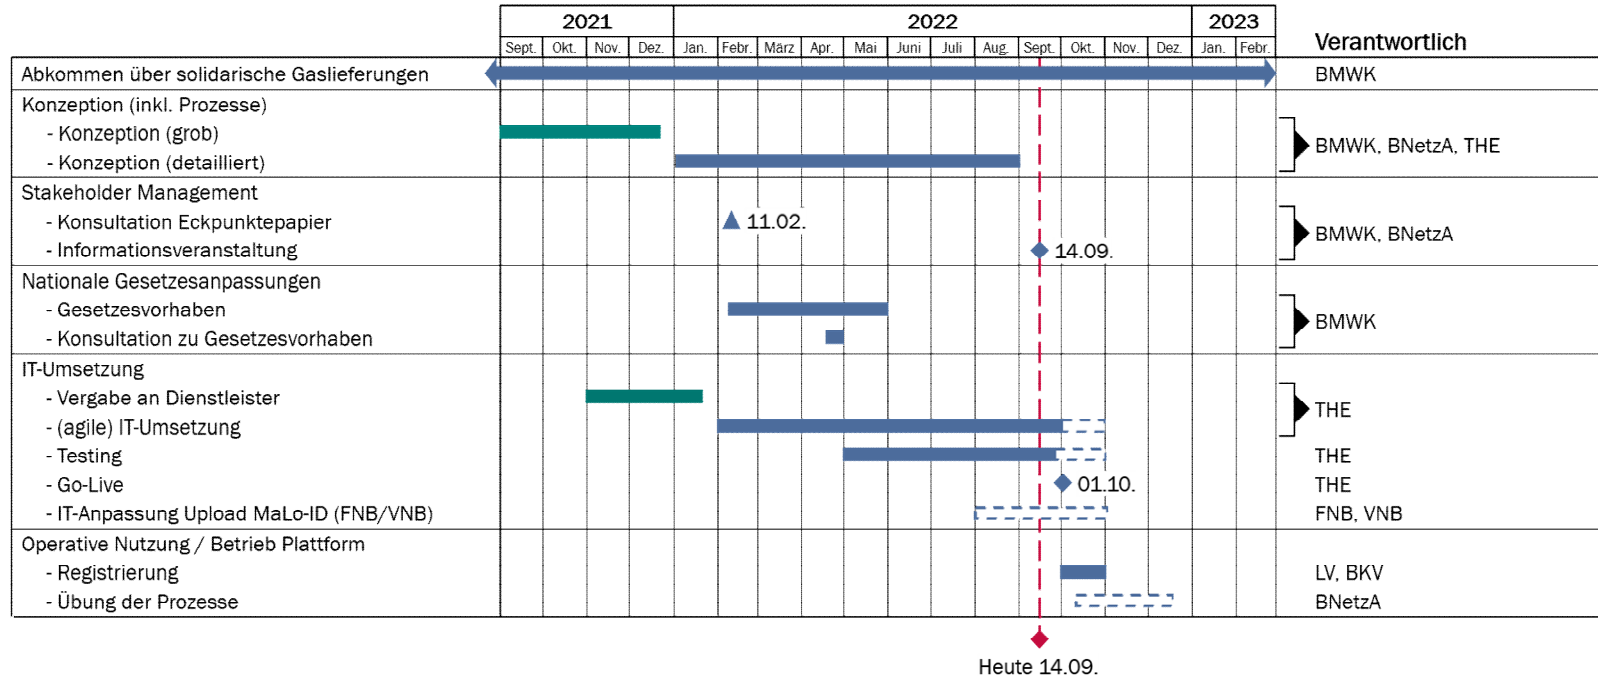 2021 2022 2023
Sept. Okt. Nov. Dez. Jan. Febr. März Apr. Mai Juni Juli Aug. Sept. Okt. Nov. Dez. Jan. Febr. Verantwortlich
Abkommen über solidarische Gaslieferungen BMWK
Konzeption (inkl. Prozesse)
- Konzeption (grob)
BMWK, BNetzA, THE
- Konzeption (detailliert)
Stakeholder Management
- Konsultation Eckpunktepapier 11.02.
BMWK, BNetzA
- Informationsveranstaltung 14.09.
Nationale Gesetzesanpassungen
- Gesetzesvorhaben
BMWK
- Konsultation zu Gesetzesvorhaben
IT-Umsetzung
- Vergabe an Dienstleister
THE
- (agile) IT-Umsetzung
- Testing THE
- Go-Live 01.10. THE
- IT-Anpassung Upload MaLo-ID (FNB/VNB) FNB, VNB
Operative Nutzung / Betrieb Plattform
- Registrierung LV, BKV
- Übung der Prozesse BNetzA
Heute 14.09.